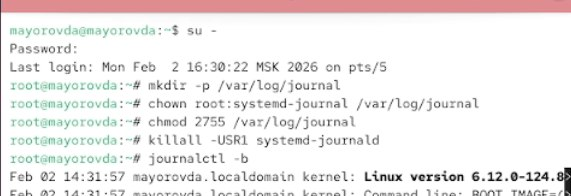 mayorovda@mayorovda:~$ su -
Password:
Last login: Mon Feb  2 16:30:22 MSK 2026 on pts/5
root@mayorovda:~# mkdir -p /var/log/journal
root@mayorovda:~# chown root:systemd-journal /var/log/journal
root@mayorovda:~# chmod 2755 /var/log/journal
root@mayorovda:~# killall -USR1 systemd-journald
root@mayorovda:~# journalctl -b
Feb 02 14:31:57 mayorovda.localdomain kernel: Linux version 6.12.0-124.8>
Feb 02 14:31:57 mayorovda.localdomain kernel: Command line: BOOT_IMAGE=(